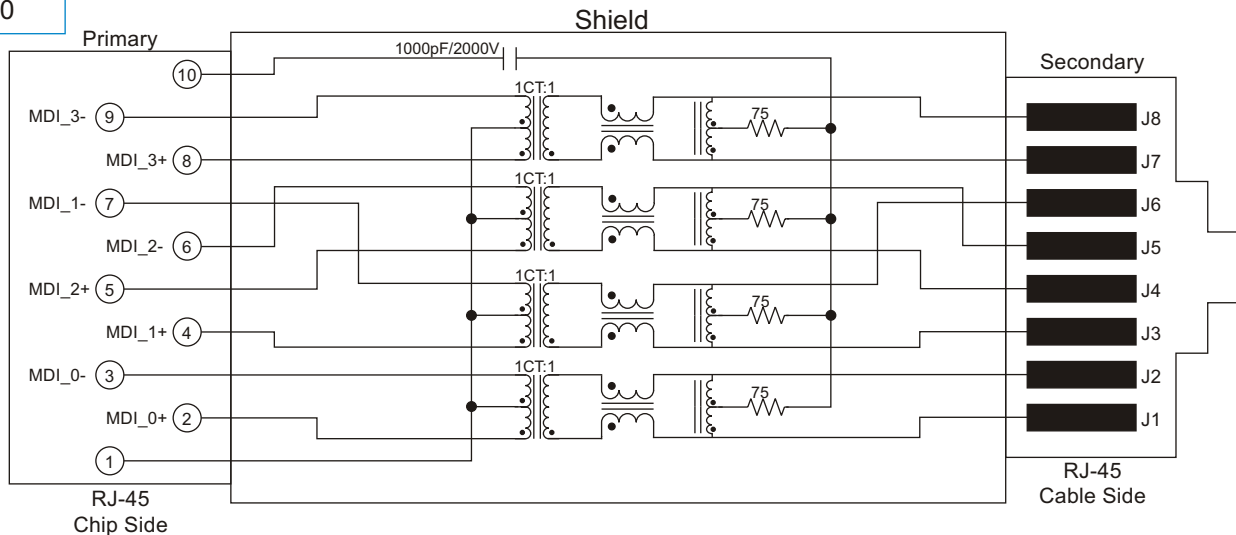 0
Shield
Primary
1000pF/2000V
Secondary
10
1CT:1
MDI_3- 9
75
J8
MDI_3+ 8
J7
1CT:1
MDI_1- 7
75
J6
MDI_2- 6
J5
1CT:1
MDI_2+ 5
75
J4
MDI_1+ 4
J3
1CT:1
MDI_0- 3
75
J2
MDI_0+ 2
J1
1
RJ-45
Chip Side
RJ-45
Cable Side